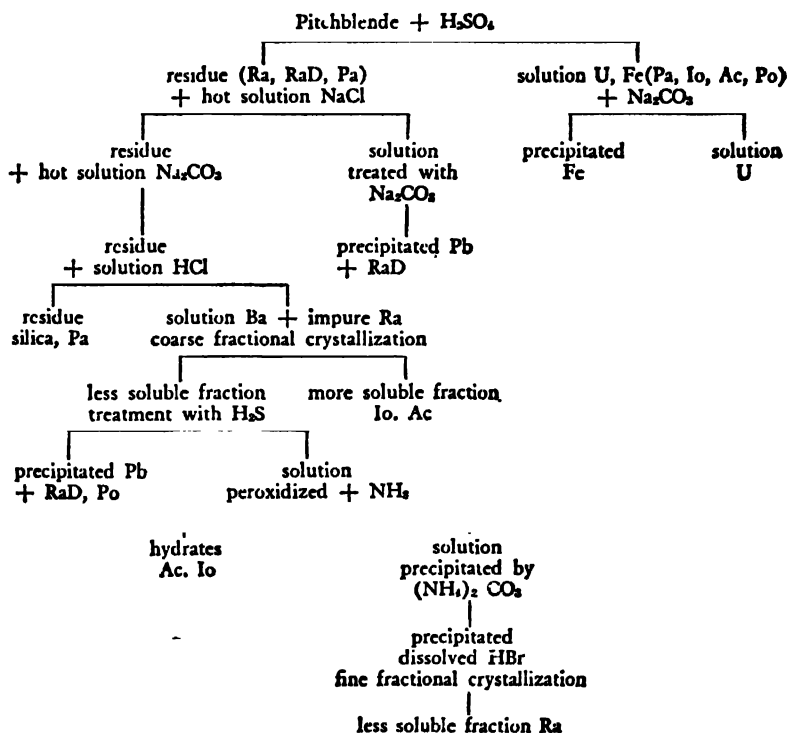 Pitchblende + H₂SO₄
residue (Ra, RaD, Pa)
+ hot solution NaCl
solution U, Fe(Pa, Io, Ac, Po)
+ Na₂CO₃
residue
+ hot solution Na₂CO₃
solution
treated with
Na₂CO₃
precipitated
Fe
solution
U
residue
+ solution HCl
precipitated Pb
+ RaD
residue
silica, Pa
solution Ba + impure Ra
coarse fractional crystallization
less soluble fraction
treatment with H₂S
more soluble fraction
Io. Ac
precipitated Pb
+ RaD, Po
solution
peroxidized + NH₃
hydrates
Ac. Io
solution
precipitated by
(NH₄)₂ CO₃
precipitated
dissolved HBr
fine fractional crystallization
less soluble fraction Ra